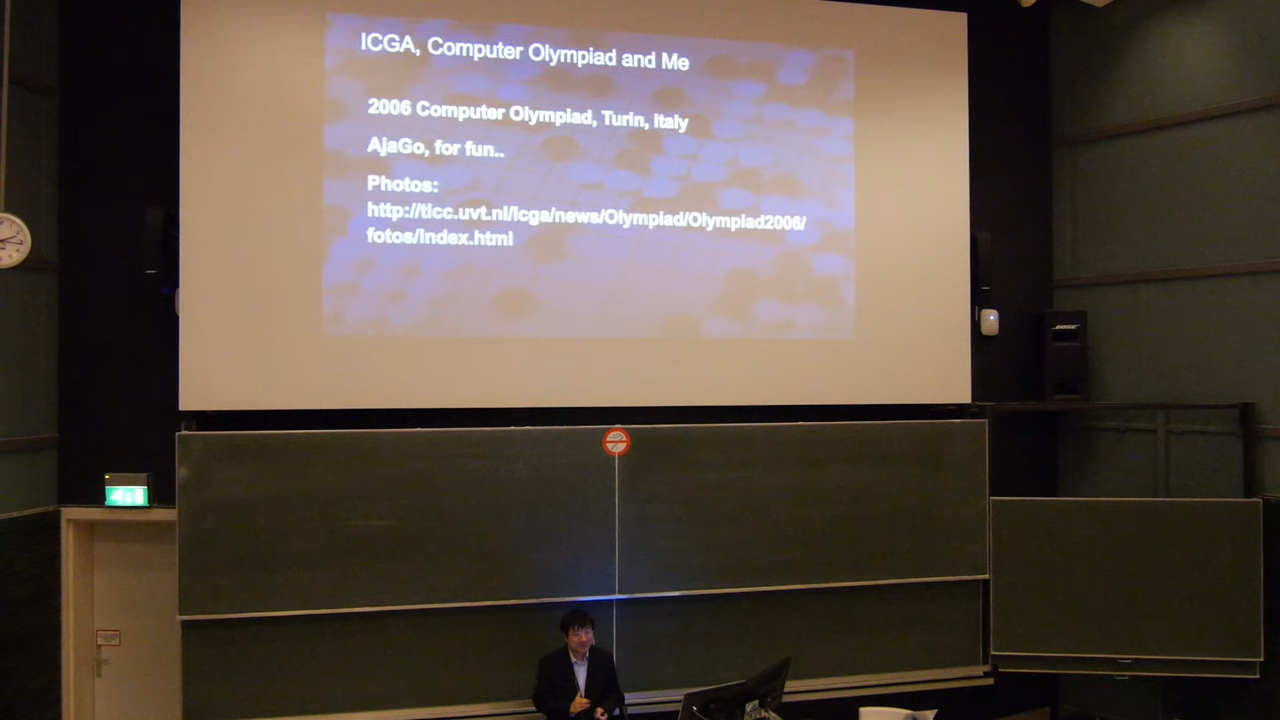 ICGA, Computer Olympiad and Me
2006 Computer Olympiad, Turin, Italy
AjaGo, for fun..
Photos:
http://ticc.uvt.nl/icga/news/Olympiad/Olympiad2006/
fotos/index.html
BOSE